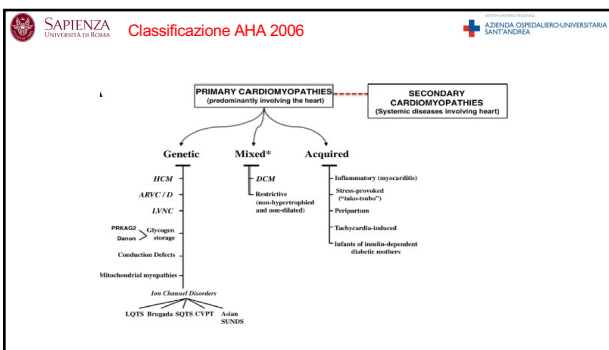 SAPIENZA
UNIVERSITÀ DI ROMA
Classificazione AHA 2006
AZIENDA OSPEDALIERO-UNIVERSITARIA
SANT'ANDREA
PRIMARY CARDIOMYOPATHIES
(predominantly involving the heart)
SECONDARY
CARDIOMYOPATHIES
(Systemic diseases involving heart)
Genetic
HCM
ARVC / D
LVNC
PRKAG2
Danon
Glycogen
storage
Conduction Defects
Mitochondrial myopathies
Ion Channel Disorders
LQTS Brugada SQTS CVPT Asian
SUNDS
Mixed*
DCM
Restrictive
(non-hypertrophied
and non-dilated)
Acquired
Inflammatory (myocarditis)
Stress-provoked
("tako-tsubo")
Peripartum
Tachycardia-induced
Infants of insulin-dependent
diabetic mothers